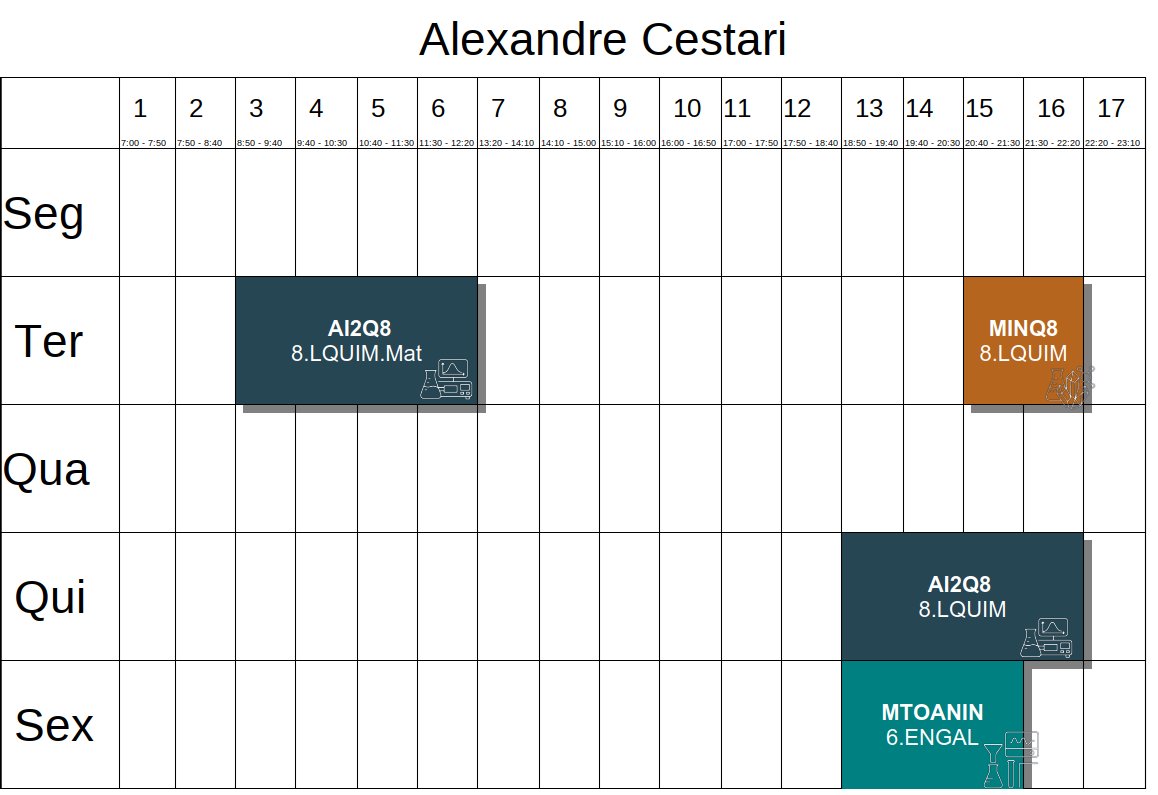 Alexandre Cestari
1 2 3 4 5 6 7 8 9 10 11 12 13 14 15 16 17
7:00 - 7:50 7:50 - 8:40 8:50 - 9:40 9:40 - 10:30 10:40 - 11:30 11:30 - 12:20 13:20 - 14:10 14:10 - 15:00 15:10 - 16:00 16:00 - 16:50 17:00 - 17:50 17:50 - 18:40 18:50 - 19:40 19:40 - 20:30 20:40 - 21:30 21:30 - 22:20 22:20 - 23:10
Seg
Ter
AI2Q8
8.LQUIM.Mat
MINQ8
8.LQUIM
Qua
Qui
AI2Q8
8.LQUIM
Sex
MTOANIN
6.ENGAL